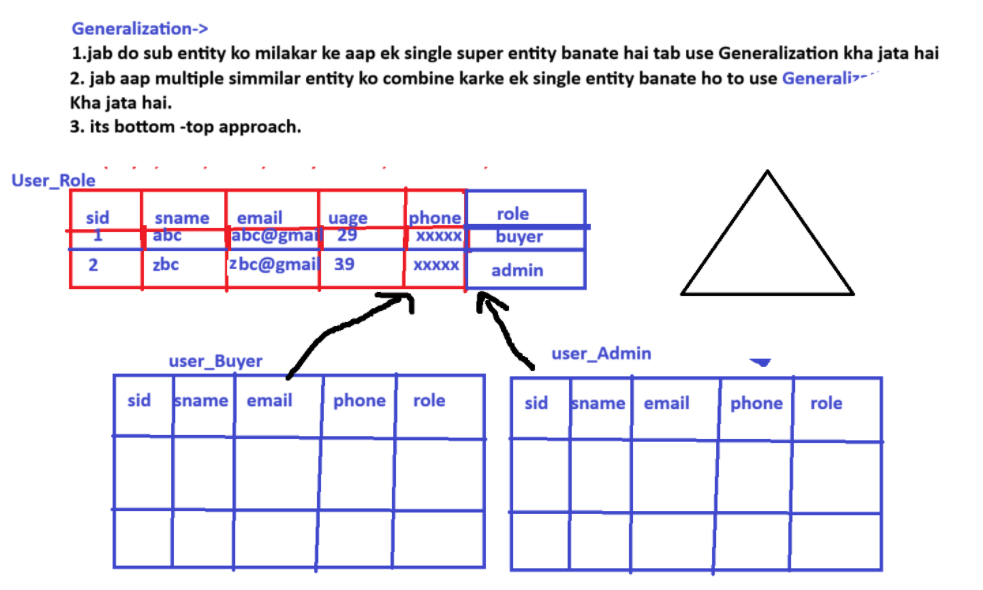 Generalization->
1.jab do sub entity ko milakar ke aap ek single super entity banate hai tab use Generalization kha jata hai
2. jab aap multiple simmilar entity ko combine karke ek single entity banate ho to use
Kha jata hai.
3. its bottom -top approach.
User_Role
sid sname email uage phone role
1 abc abc@gmai 29 xxxxx buyer
2 zbc zbc@gmail 39 xxxxx admin
user_Buyer user_Admin
sid sname email phone role sid sname email phone role